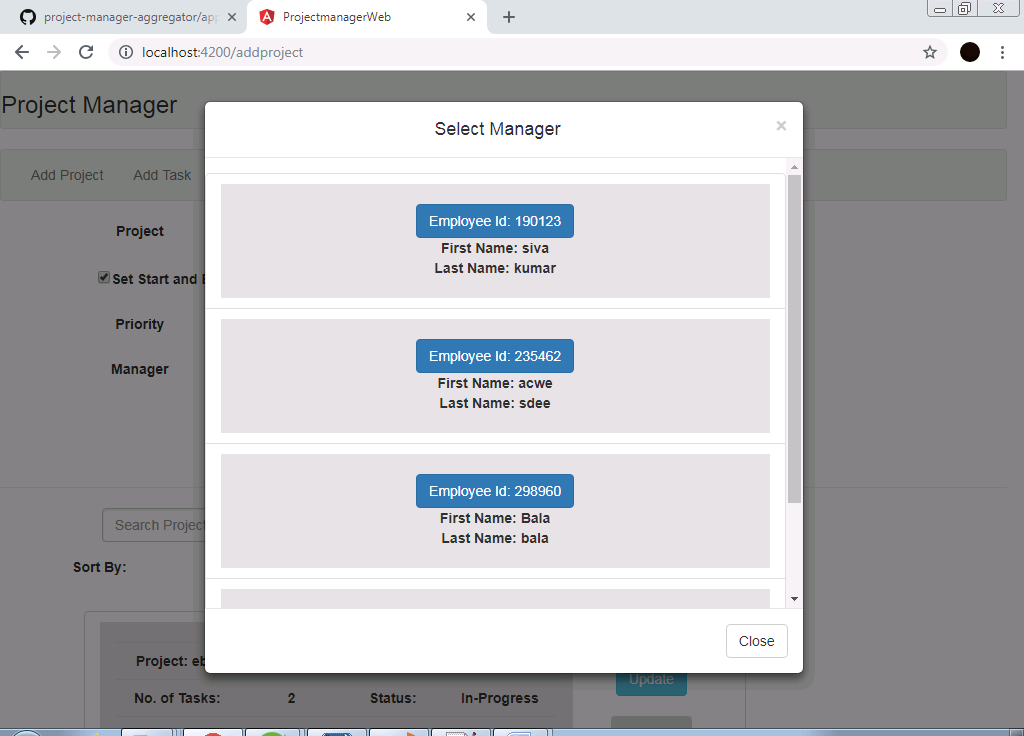 project-manager-aggregator/app
ProjectmanagerWeb
localhost:4200/addproject
Project Manager
Select Manager
Add Project
Add Task
Project
Employee Id: 190123
First Name: siva
Last Name: kumar
Set Start and
Priority
Employee Id: 235462
First Name: acwe
Last Name: sdee
Manager
Employee Id: 298960
First Name: Bala
Last Name: bala
Search Project
Sort By:
Close
Project:
Update
No. of Tasks: 2 Status: In-Progress